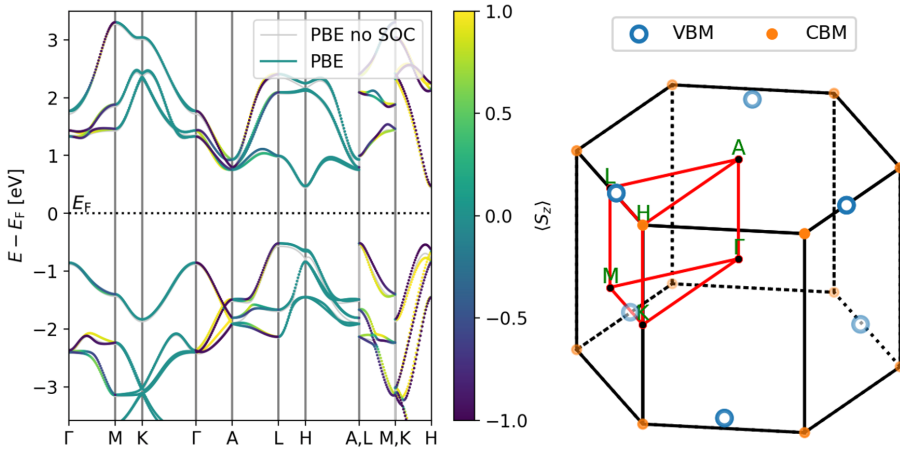 3
2
1
0
−1
−2
−3
E − E_F [eV]
E_F
PBE no SOC
PBE
Γ
M
K
Γ
A
L
H
A,L
M,K
H
1.0
0.5
0.0
−0.5
−1.0
⟨S_z⟩
VBM
CBM
A
L
H
Γ
M
K